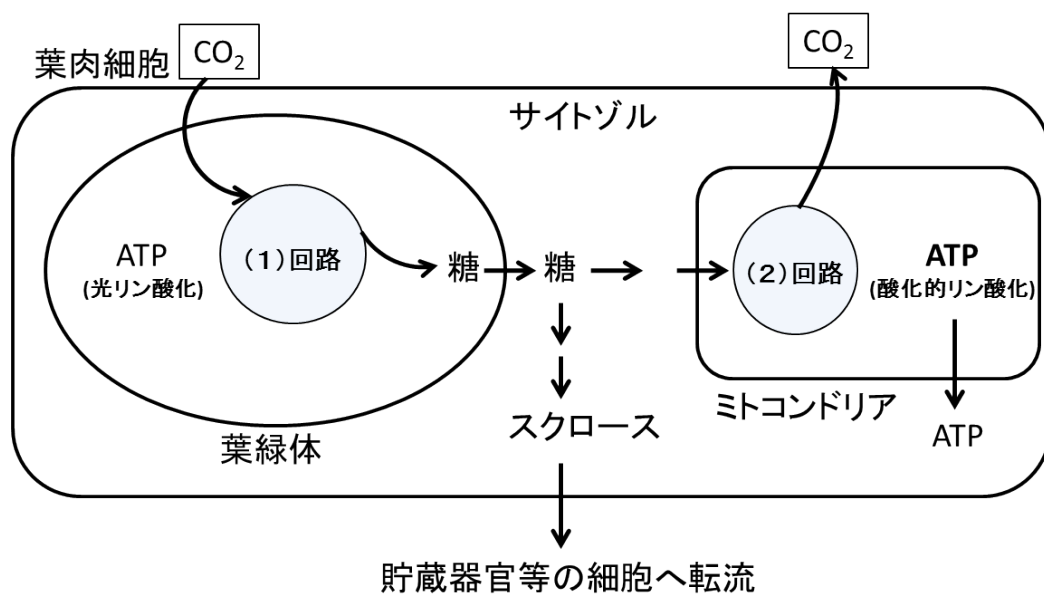 葉肉細胞
CO2
CO2
サイトゾル
ATP
(光リン酸化)
(1)回路
糖
糖
(2)回路
ATP
(酸化的リン酸化)
ミトコンドリア
スクロース
ATP
葉緑体
貯蔵器官等の細胞へ転流